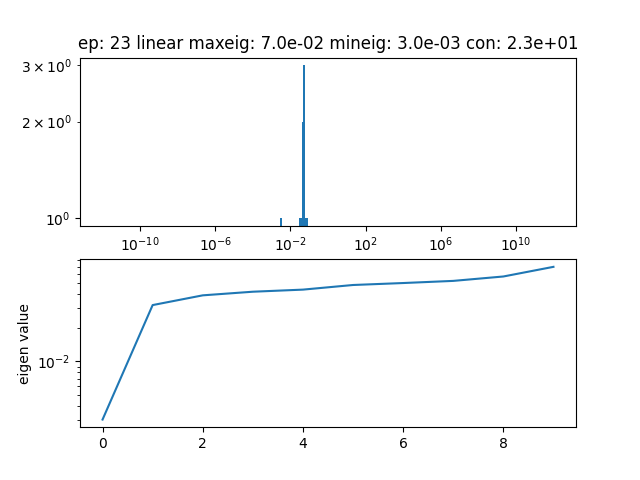 ep: 23 linear maxeig: 7.0e-02 mineig: 3.0e-03 con: 2.3e+01
3 × 10⁰
2 × 10⁰
10⁰
10⁻¹⁰ 10⁻⁶ 10⁻² 10² 10⁶ 10¹⁰
eigen value
10⁻²
0 2 4 6 8